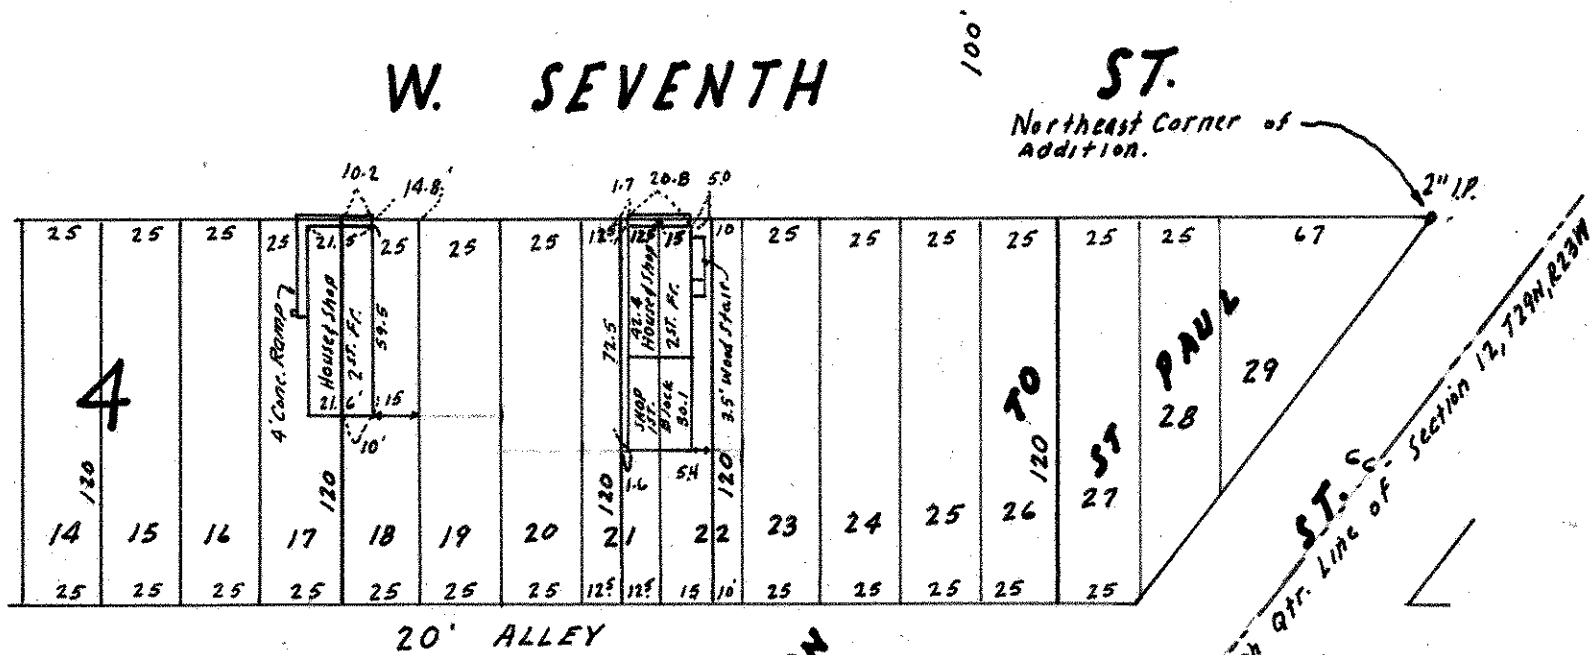 100'
W. SEVENTH ST.
Northeast Corner of
Addition.
2" I.P.
10.2
14.8'
1.7
20.8
5.0
25 25 25 25 21. 5 25 25 25 12.5 12.5 15 10 25 25 25 25 25 25 67
4' Conc. Ramp
House & Shop
2 ST. Fr.
59.5
21. 6'
15
10'
72.5
42.4
House & Shop
2 ST. Fr.
3.5' Wood Stair
SHOP
1ST.
Block
30.1
1.6
5.4
4
120
120
120
120
120
TO
ST
PAUL
14 15 16 17 18 19 20 21 22 23 24 25 26 27 28 29
25 25 25 25 25 25 25 12.5 12.5 15 10' 25 25 25 25 25
20' ALLEY
N
ST.
66'
Qtr. Line of Section 12, T29N, R23W